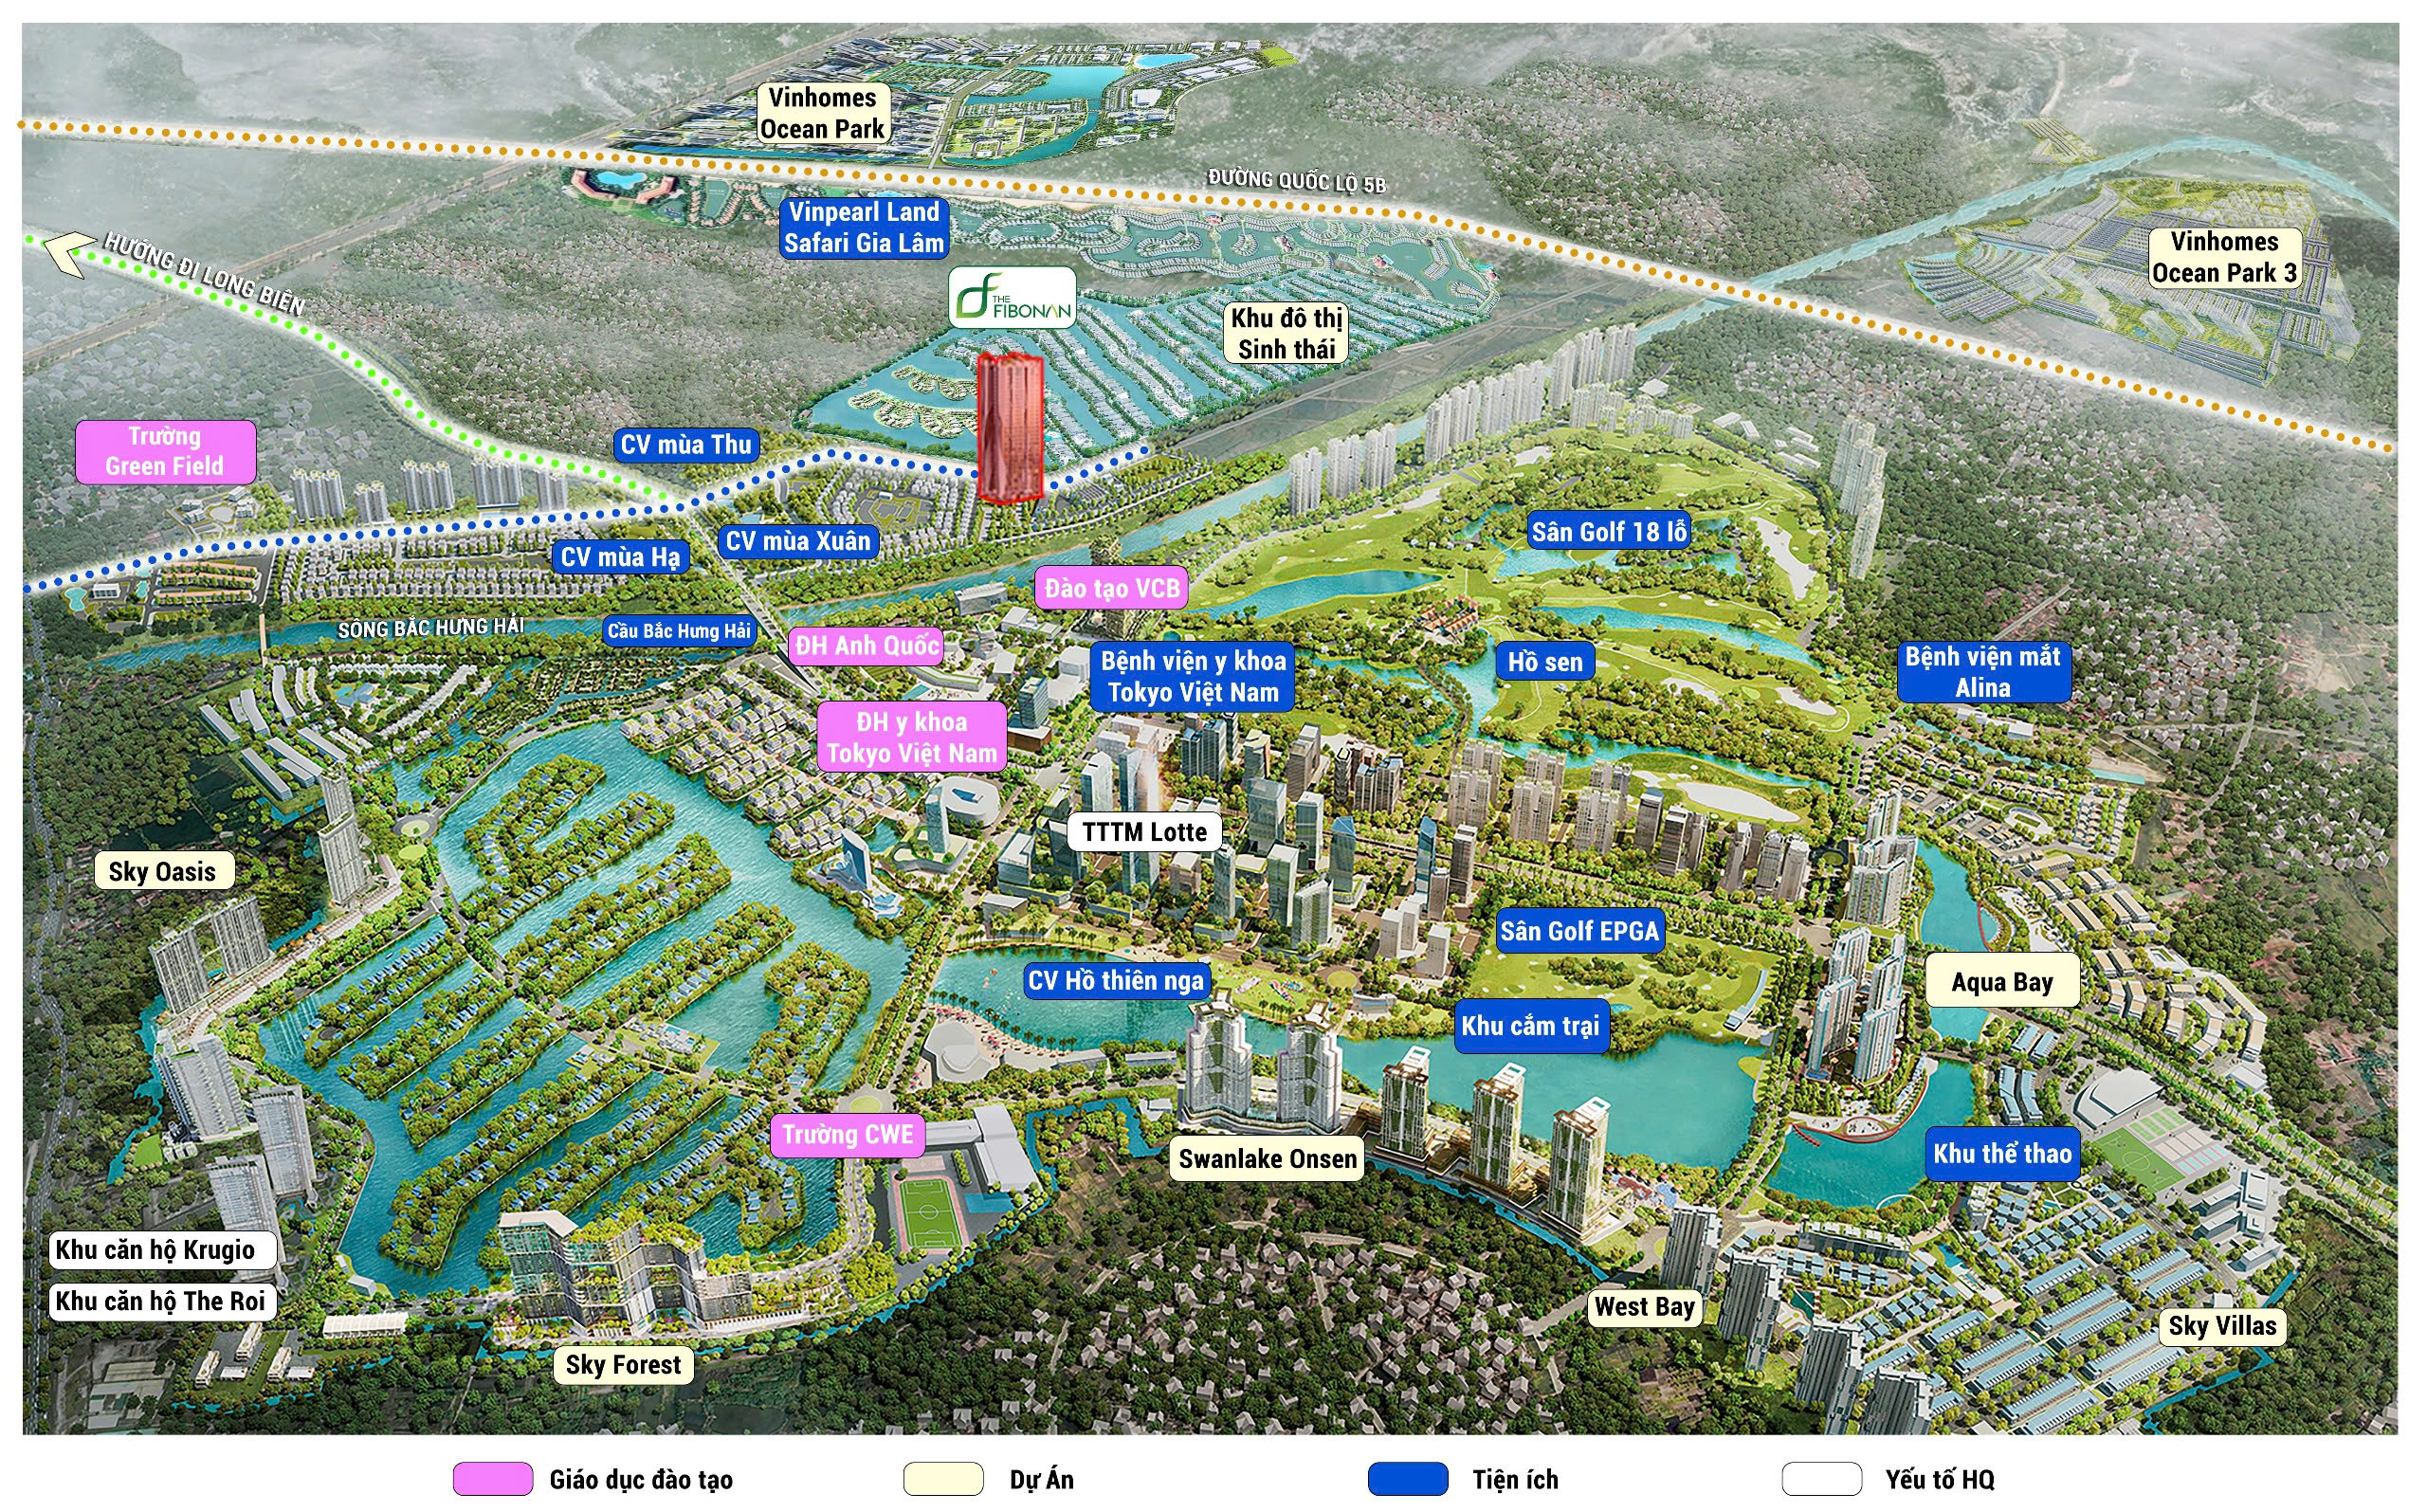 Vinhomes
Ocean Park
ĐƯỜNG QUỐC LỘ 5B
Vinpearl Land
Safari Gia Lâm
HƯỚNG ĐI LONG BIÊN
Vinhomes
Ocean Park 3
THE
FIBONAN
Khu đô thị
Sinh thái
Trường
Green Field
CV mùa Thu
CV mùa Xuân
CV mùa Hạ
Sân Golf 18 lỗ
Đào tạo VCB
SÔNG BẮC HƯNG HẢI
Cầu Bắc Hưng Hải
ĐH Anh Quốc
Bệnh viện y khoa
Tokyo Việt Nam
Hồ sen
Bệnh viện mắt
Alina
ĐH y khoa
Tokyo Việt Nam
TTTM Lotte
Sky Oasis
Sân Golf EPGA
CV Hồ thiên nga
Aqua Bay
Khu cắm trại
Trường CWE
Swanlake Onsen
Khu thể thao
Khu căn hộ Krugio
Khu căn hộ The Roi
West Bay
Sky Villas
Sky Forest
Giáo dục đào tạo
Dự Án
Tiện ích
Yếu tố HQ